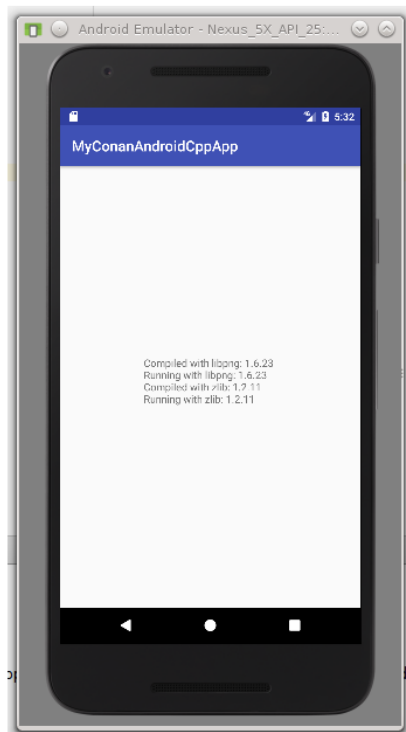 Android Emulator - Nexus_5X_API_25:...
5:32
MyConanAndroidCppApp
Compiled with libpng: 1.6.23
Running with libpng: 1.6.23
Compiled with zlib: 1.2.11
Running with zlib: 1.2.11